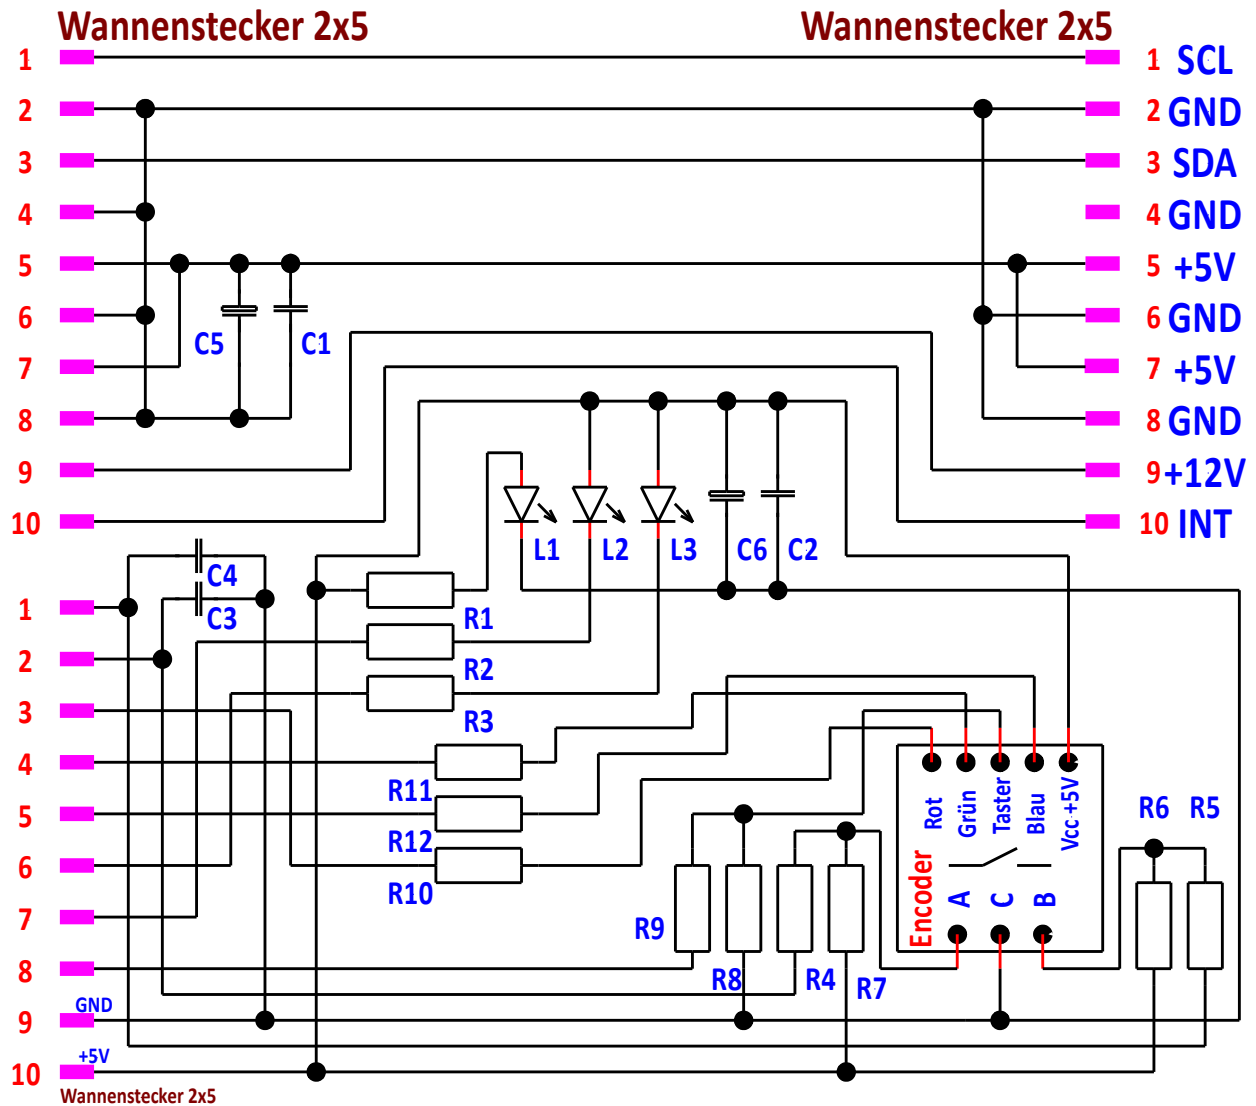 Wannenstecker 2x5 Wannenstecker 2x5
1 1 SCL
2 2 GND
3 3 SDA
4 4 GND
5 5 +5V
6 6 GND
C5 C1
7 7 +5V
8 8 GND
9 9 +12V
10 10 INT
L1 L2 L3 C6 C2
C4
1 C3 R1
2 R2
3 R3
4
R11
5 R12
6 R10
7
8
GND
9
+5V
10
R9 R8 R4 R7
Rot
Grün
Taster
Blau
Vcc +5V
Encoder
A
C
B
R6 R5
Wannenstecker 2x5